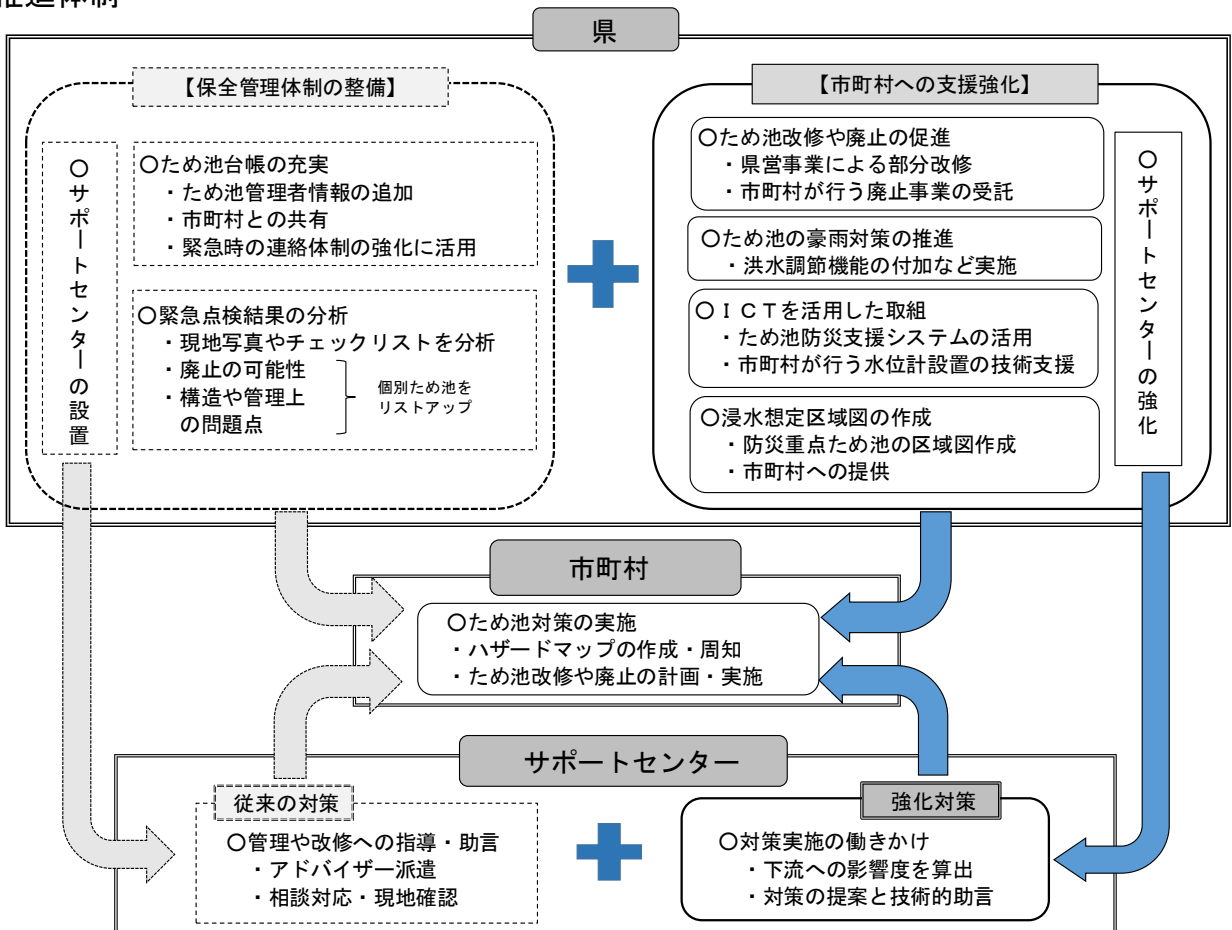 県
【保全管理体制の整備】
○サポートセンターの設置
○ため池台帳の充実
・ため池管理者情報の追加
・市町村との共有
・緊急時の連絡体制の強化に活用
○緊急点検結果の分析
・現地写真やチェックリストを分析
・廃止の可能性
・構造や管理上
の問題点
個別ため池を
リストアップ
【市町村への支援強化】
○ため池改修や廃止の促進
・県営事業による部分改修
・市町村が行う廃止事業の受託
○ため池の豪雨対策の推進
・洪水調節機能の付加など実施
○ＩＣＴを活用した取組
・ため池防災支援システムの活用
・市町村が行う水位計設置の技術支援
○浸水想定区域図の作成
・防災重点ため池の区域図作成
・市町村への提供
○サポートセンターの強化
市町村
○ため池対策の実施
・ハザードマップの作成・周知
・ため池改修や廃止の計画・実施
サポートセンター
従来の対策
○管理や改修への指導・助言
・アドバイザー派遣
・相談対応・現地確認
強化対策
○対策実施の働きかけ
・下流への影響度を算出
・対策の提案と技術的助言